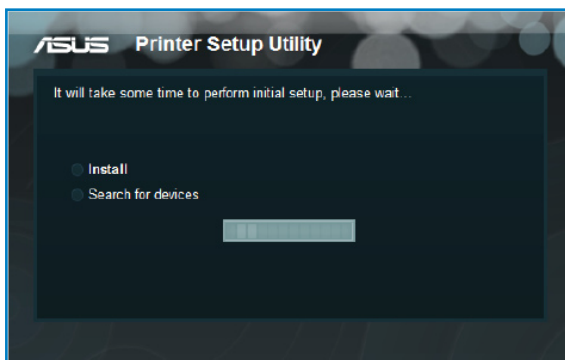 ASUS Printer Setup Utility
It will take some time to perform initial setup, please wait...
Install
Search for devices